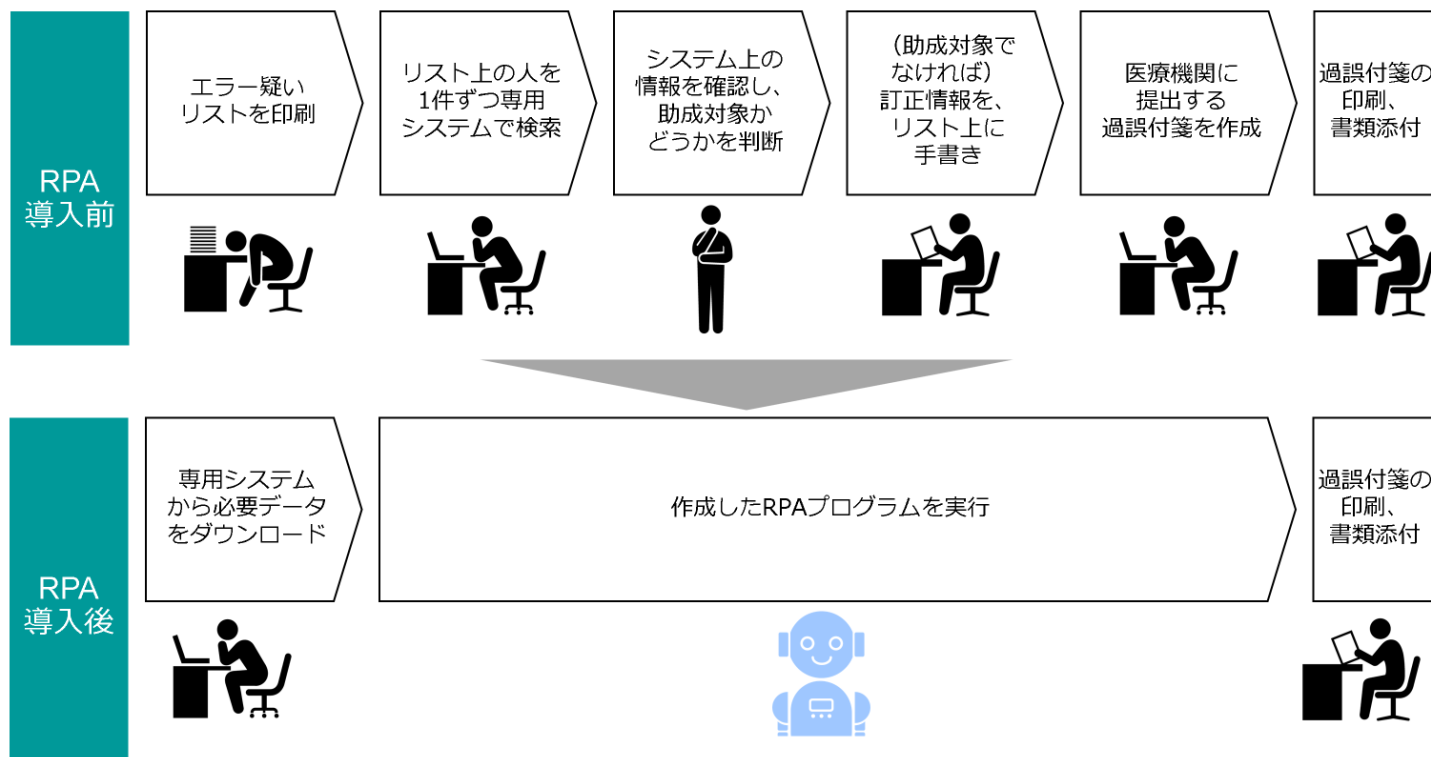 RPA
導入前
エラー疑い
リストを印刷
リスト上の人を
1件ずつ専用
システムで検索
システム上の
情報を確認し、
助成対象か
どうかを判断
（助成対象で
なければ）
訂正情報を、
リスト上に
手書き
医療機関に
提出する
過誤付箋を作成
過誤付箋の
印刷、
書類添付
RPA
導入後
専用システム
から必要データ
をダウンロード
作成したRPAプログラムを実行
過誤付箋の
印刷、
書類添付